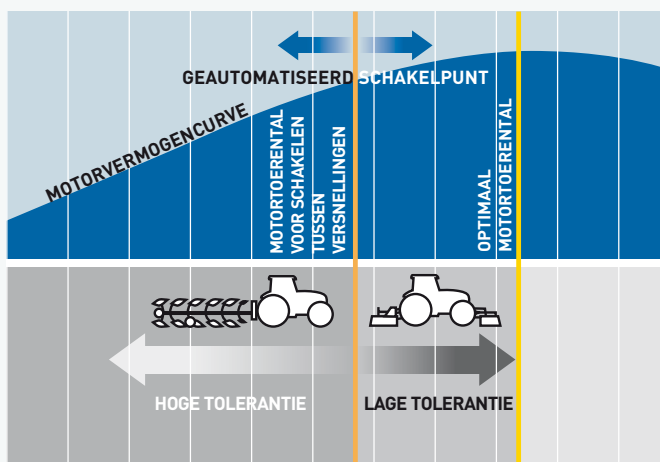 GEAUTOMATISEERD SCHAKELPUNT
MOTORVERMOGENCURVE
MOTORTOERENTAL
VOOR SCHAKELEN
TUSSEN
VERSNELLINGEN
OPTIMAAL
MOTORTOERENTAL
HOGE TOLERANTIE
LAGE TOLERANTIE